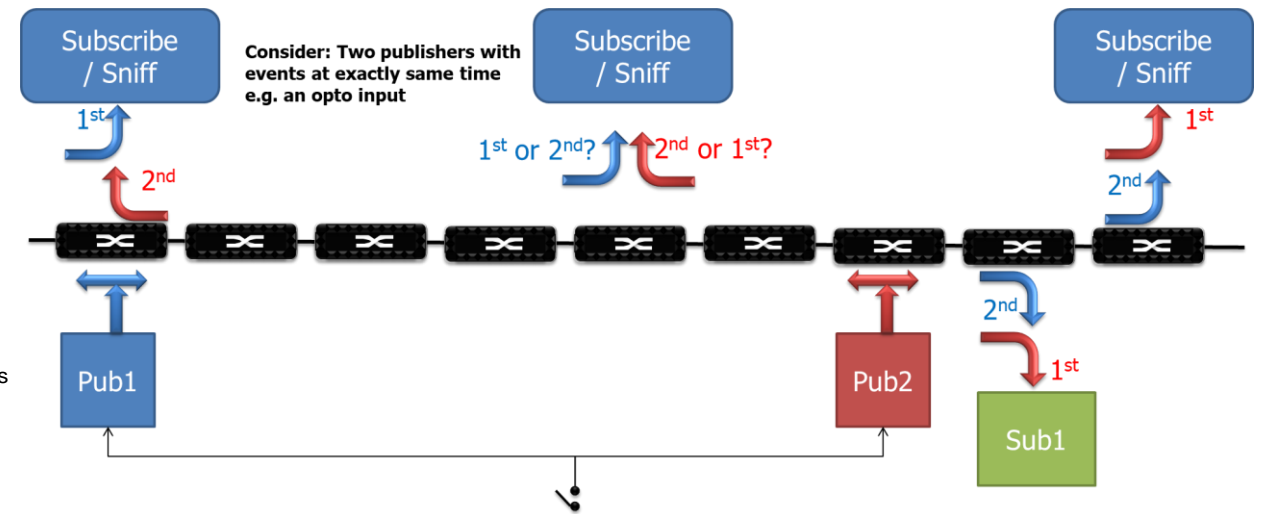 Subscribe
/ Sniff
Consider: Two publishers with
events at exactly same time
e.g. an opto input
Subscribe
/ Sniff
Subscribe
/ Sniff
1st
2nd
1st or 2nd?
2nd or 1st?
1st
2nd
2nd
1st
s
Pub1
Pub2
Sub1